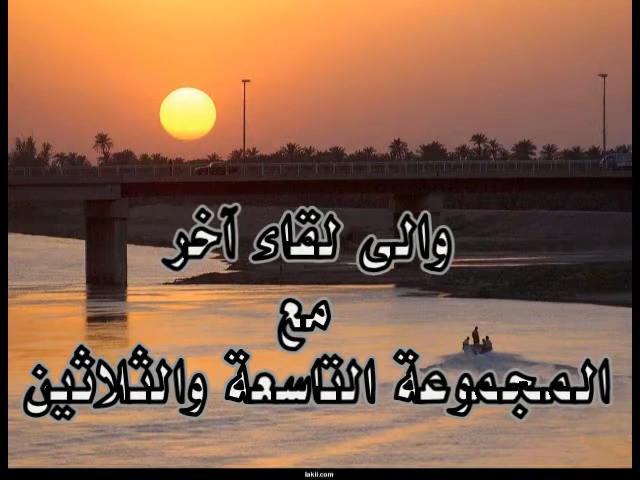 والى لقاء آخر
مع
المجموعة التاسعة والثلاثين
lakii.com